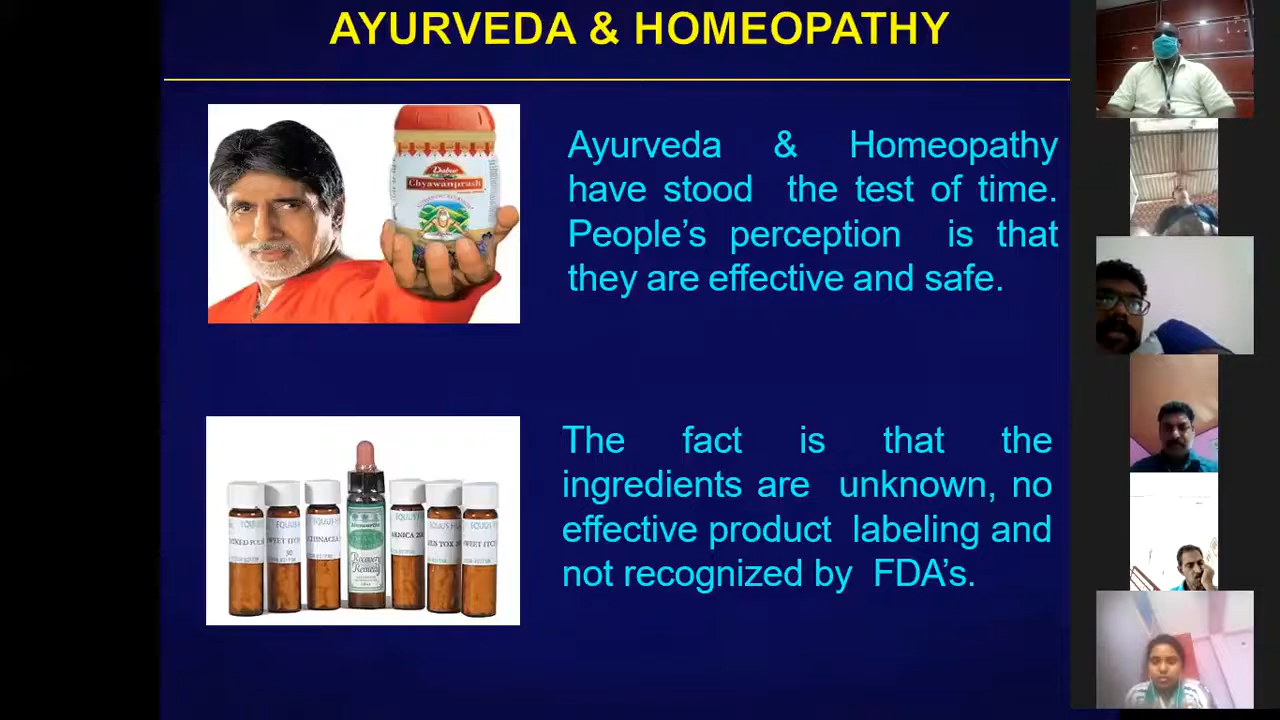 AYURVEDA & HOMEOPATHY
Ayurveda & Homeopathy
have stood the test of time.
People's perception is that
they are effective and safe.
Dabur
Chyawanprash
The fact is that the
ingredients are unknown, no
effective product labeling and
not recognized by FDA's.
Recovery
Remedy